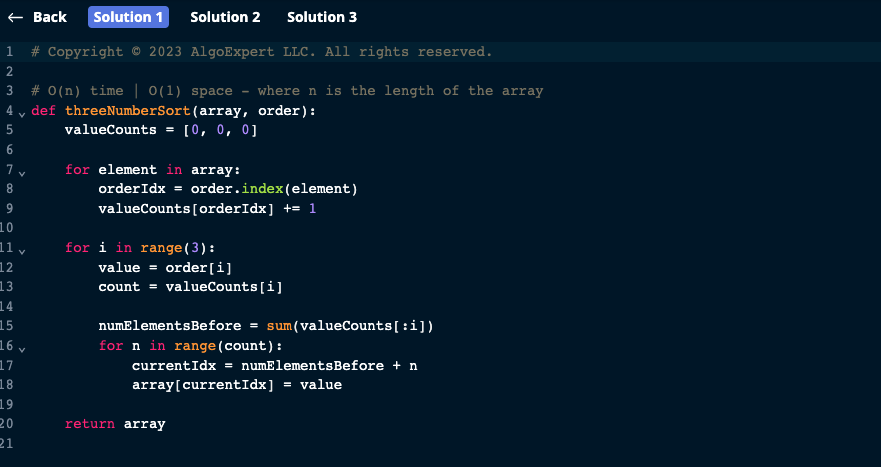 ← Back Solution 1 Solution 2 Solution 3
1 # Copyright © 2023 AlgoExpert LLC. All rights reserved.
2
3 # O(n) time | O(1) space - where n is the length of the array
4 def threeNumberSort(array, order):
5     valueCounts = [0, 0, 0]
6
7     for element in array:
8         orderIdx = order.index(element)
9         valueCounts[orderIdx] += 1
10
11     for i in range(3):
12         value = order[i]
13         count = valueCounts[i]
14
15         numElementsBefore = sum(valueCounts[:i])
16         for n in range(count):
17             currentIdx = numElementsBefore + n
18             array[currentIdx] = value
19
20     return array
21